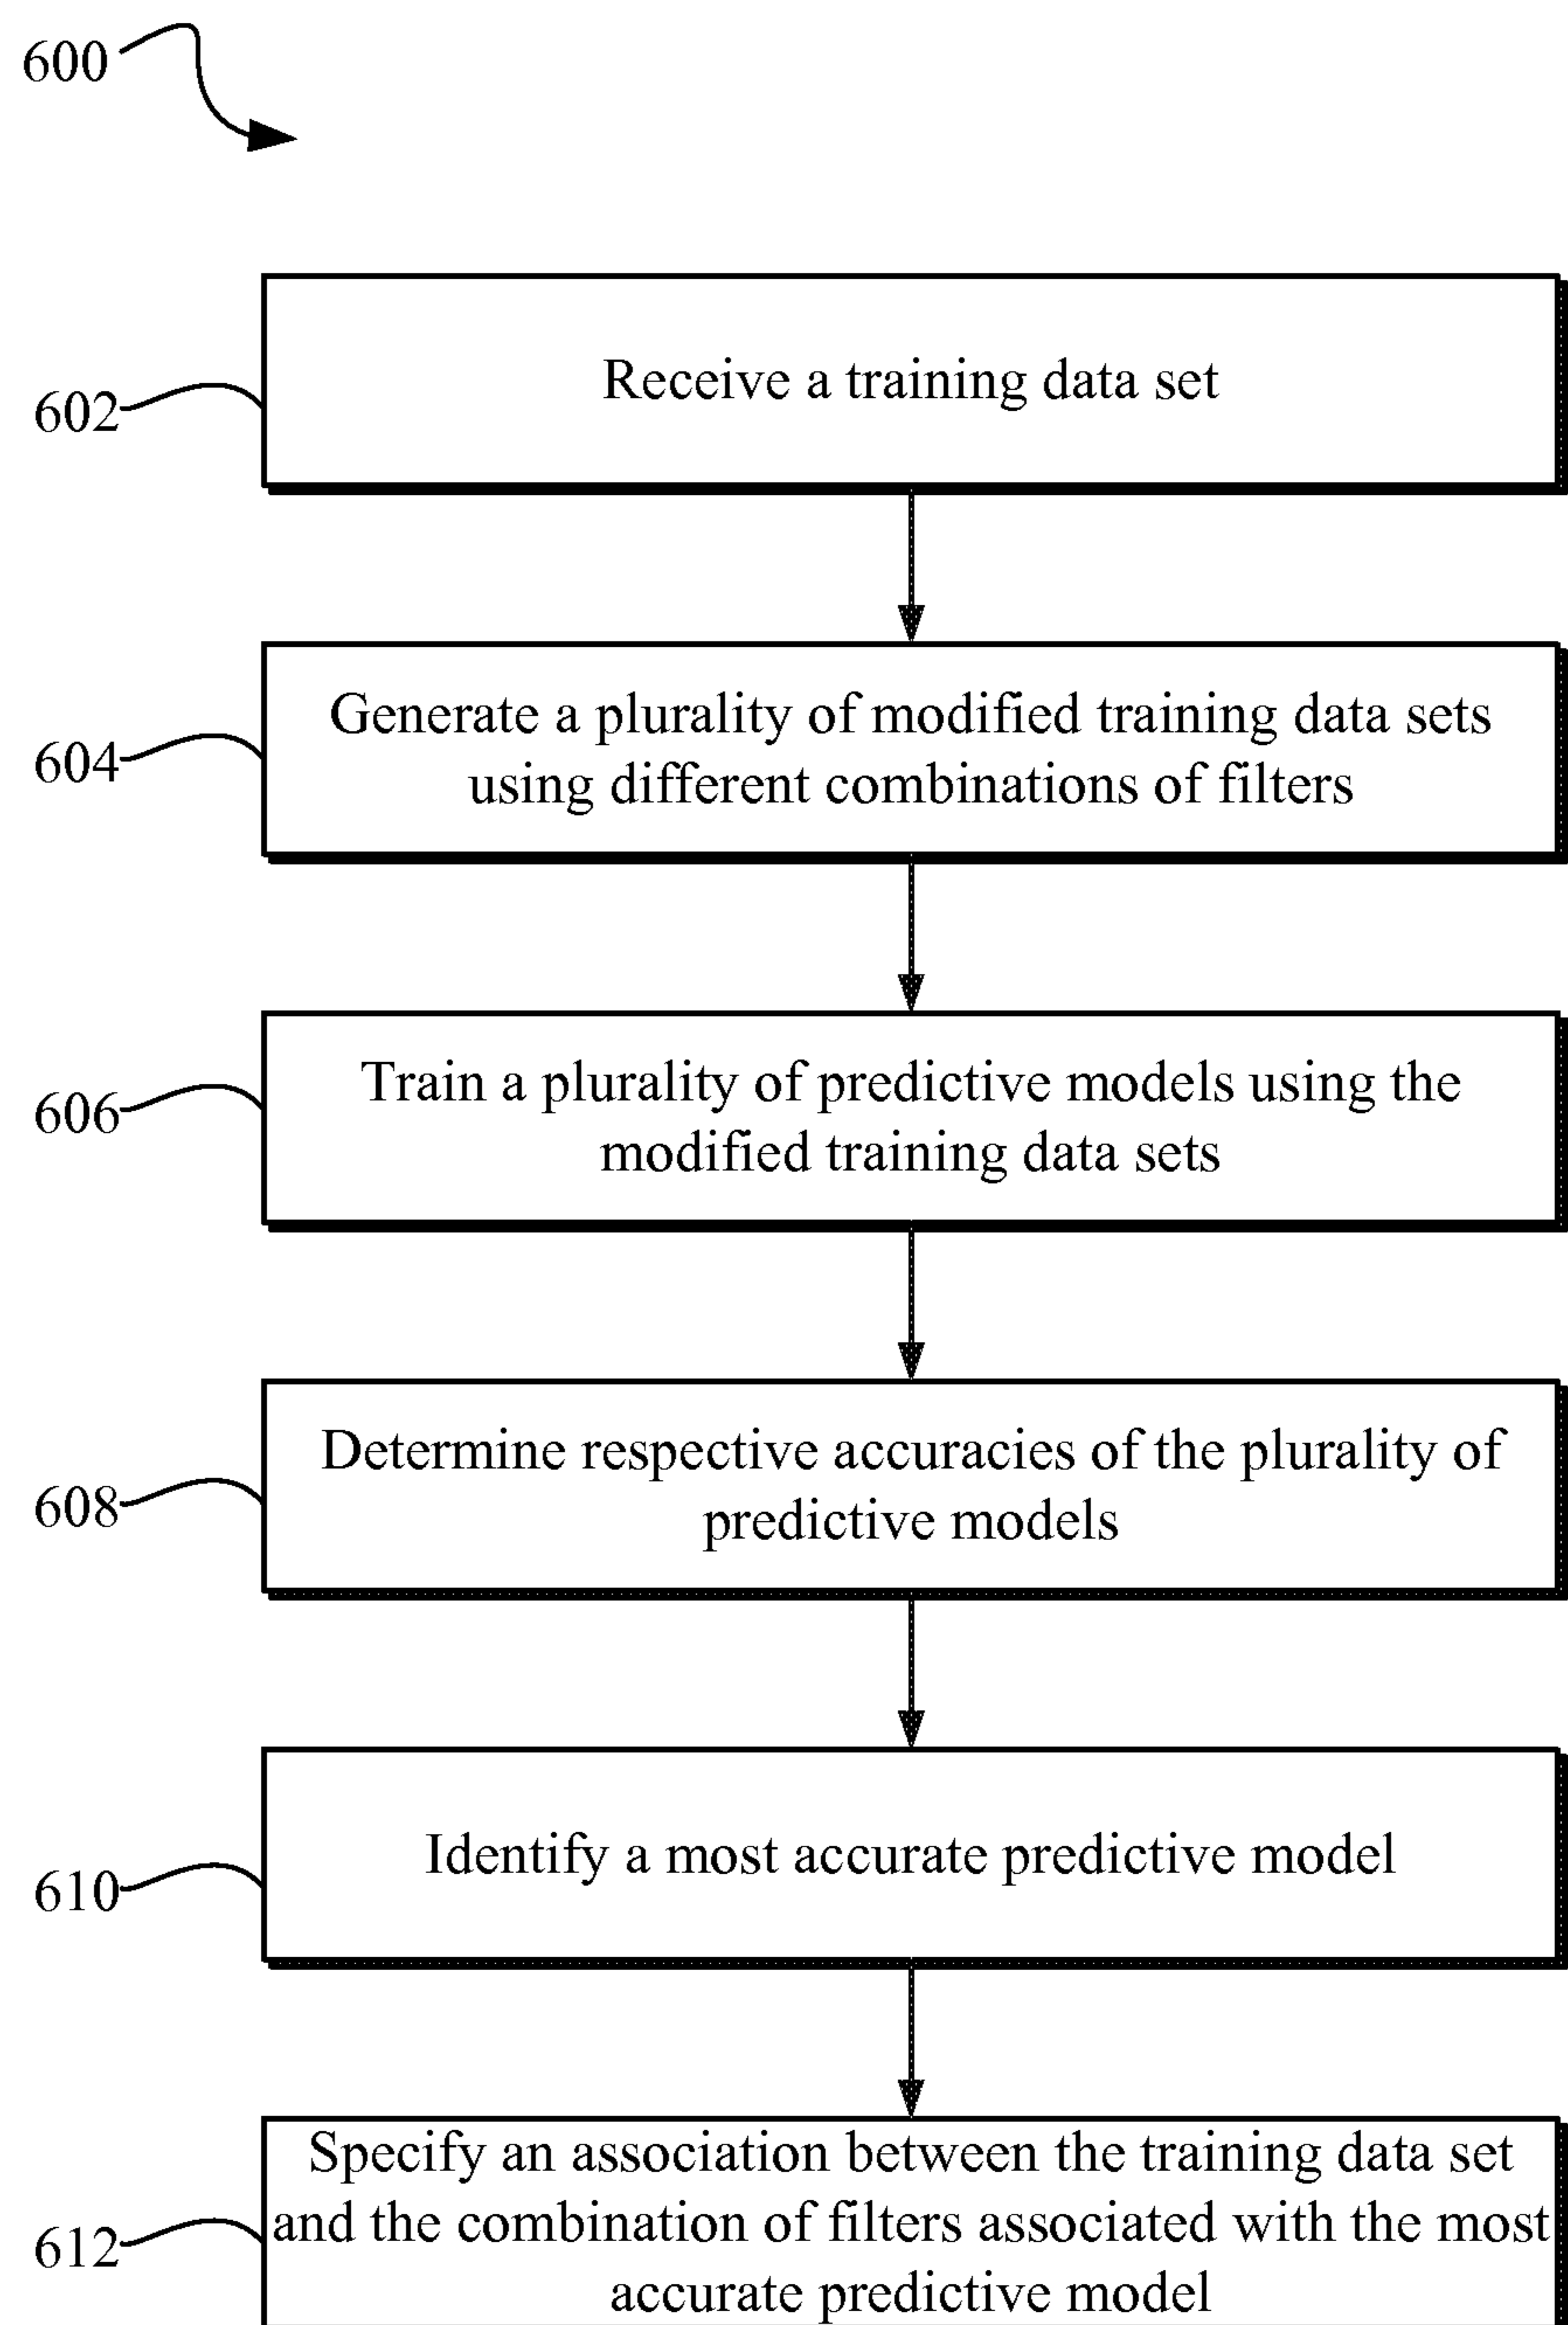 600
602
Receive a training data set
604
Generate a plurality of modified training data sets
using different combinations of filters
606
Train a plurality of predictive models using the
modified training data sets
608
Determine respective accuracies of the plurality of
predictive models
610
Identify a most accurate predictive model
612
Specify an association between the training data set
and the combination of filters associated with the most
accurate predictive model